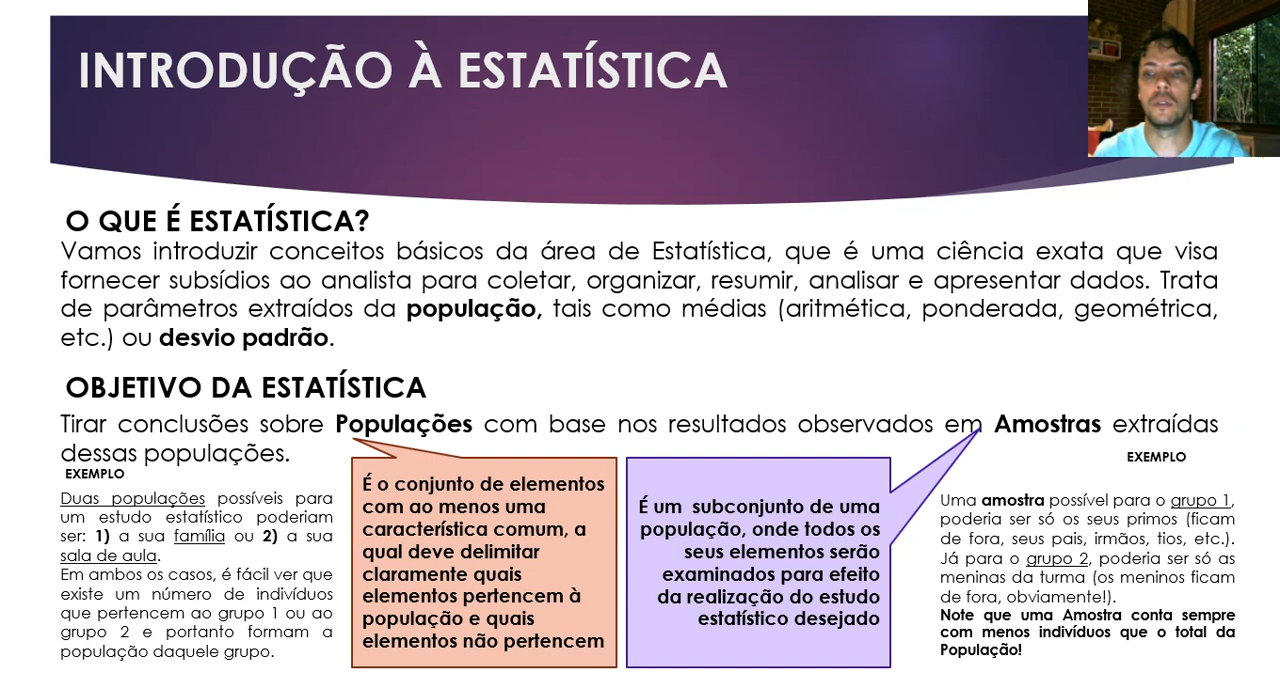 INTRODUÇÃO À ESTATÍSTICA
O QUE É ESTATÍSTICA?
Vamos introduzir conceitos básicos da área de Estatística, que é uma ciência exata que visa
fornecer subsídios ao analista para coletar, organizar, resumir, analisar e apresentar dados. Trata
de parâmetros extraídos da população, tais como médias (aritmética, ponderada, geométrica,
etc.) ou desvio padrão.
OBJETIVO DA ESTATÍSTICA
Tirar conclusões sobre Populações com base nos resultados observados em Amostras extraídas
dessas populações.
EXEMPLO
Duas populações possíveis para
um estudo estatístico poderiam
ser: 1) a sua família ou 2) a sua
sala de aula.
Em ambos os casos, é fácil ver que
existe um número de indivíduos
que pertencem ao grupo 1 ou ao
grupo 2 e portanto formam a
população daquele grupo.
É o conjunto de elementos
com ao menos uma
característica comum, a
qual deve delimitar
claramente quais
elementos pertencem à
população e quais
elementos não pertencem
É um subconjunto de uma
população, onde todos os
seus elementos serão
examinados para efeito
da realização do estudo
estatístico desejado
EXEMPLO
Uma amostra possível para o grupo 1,
poderia ser só os seus primos (ficam
de fora, seus pais, irmãos, tios, etc.).
Já para o grupo 2, poderia ser só as
meninas da turma (os meninos ficam
de fora, obviamente!).
Note que uma Amostra conta sempre
com menos indivíduos que o total da
População!